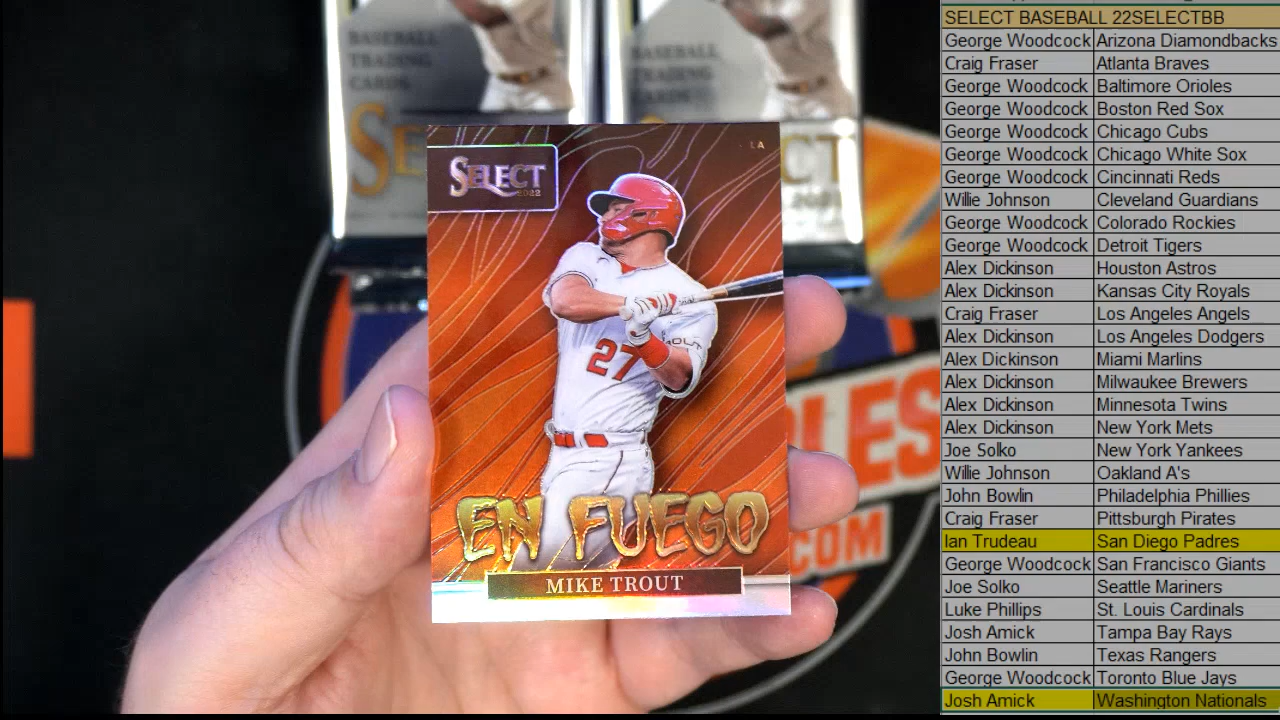 BASEBALL
TRADING
CARDS
BASEBALL
TRADING
CARDS
SELECT
2022
LA
27
EN FUEGO
MIKE TROUT
.COM
SELECT BASEBALL 22SELECTBB
George Woodcock Arizona Diamondbacks
Craig Fraser Atlanta Braves
George Woodcock Baltimore Orioles
George Woodcock Boston Red Sox
George Woodcock Chicago Cubs
George Woodcock Chicago White Sox
George Woodcock Cincinnati Reds
Willie Johnson Cleveland Guardians
George Woodcock Colorado Rockies
George Woodcock Detroit Tigers
Alex Dickinson Houston Astros
Alex Dickinson Kansas City Royals
Craig Fraser Los Angeles Angels
Alex Dickinson Los Angeles Dodgers
Alex Dickinson Miami Marlins
Alex Dickinson Milwaukee Brewers
Alex Dickinson Minnesota Twins
Alex Dickinson New York Mets
Joe Solko New York Yankees
Willie Johnson Oakland A's
John Bowlin Philadelphia Phillies
Craig Fraser Pittsburgh Pirates
Ian Trudeau San Diego Padres
George Woodcock San Francisco Giants
Joe Solko Seattle Mariners
Luke Phillips St. Louis Cardinals
Josh Amick Tampa Bay Rays
John Bowlin Texas Rangers
George Woodcock Toronto Blue Jays
Josh Amick Washington Nationals